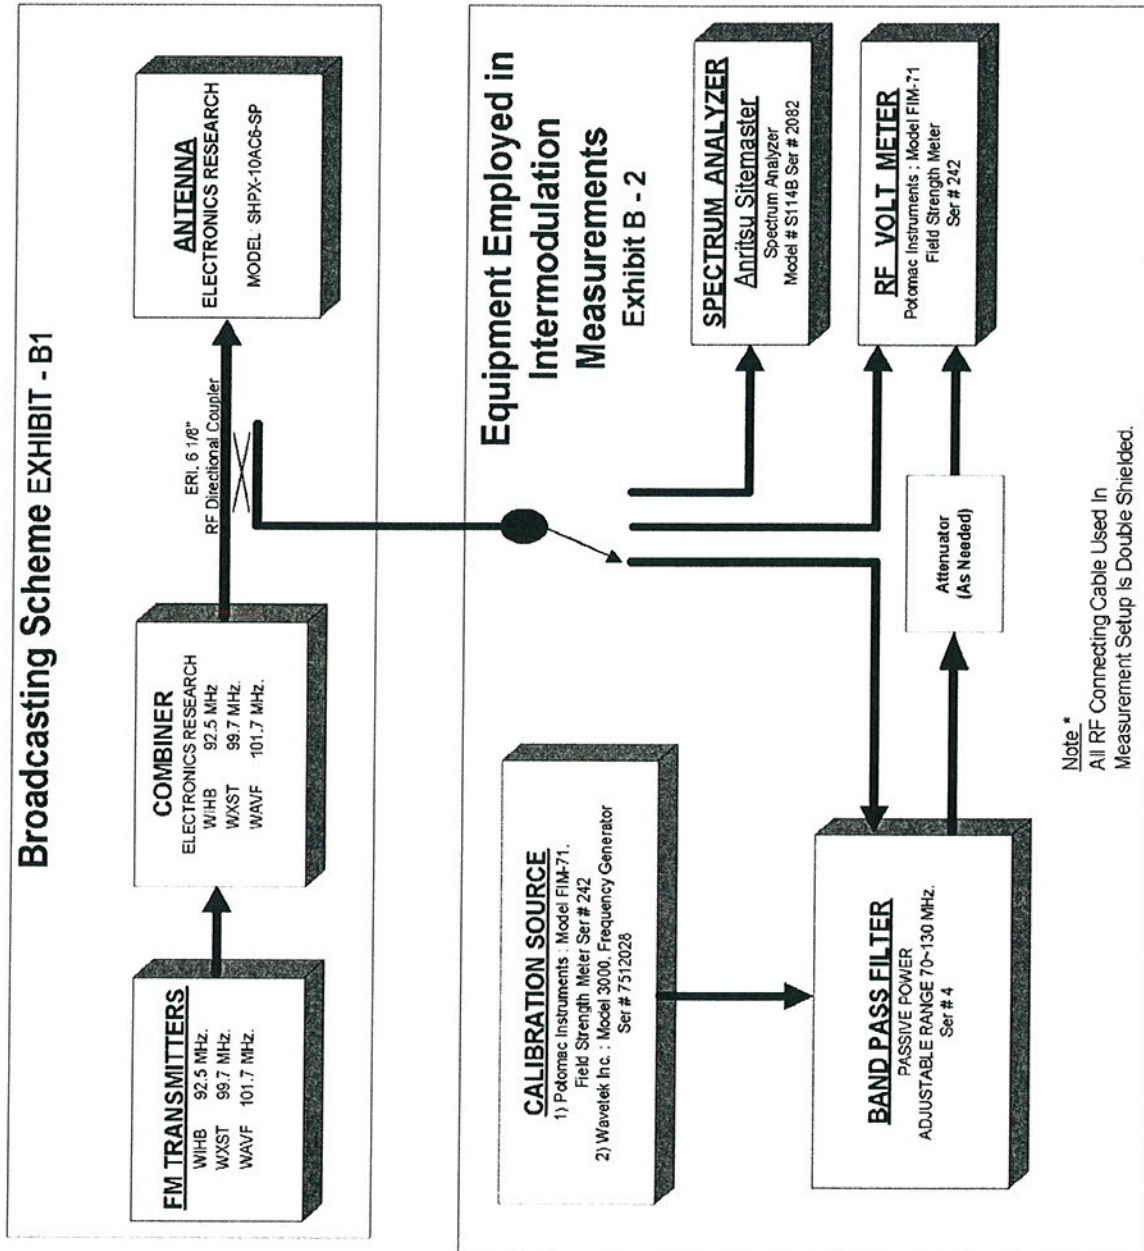 Broadcasting Scheme EXHIBIT - B1
FM TRANSMITTERS
WIHB 92.5 MHz.
WXST 99.7 MHz.
WAVF 101.7 MHz.
COMBINER
ELECTRONICS RESEARCH
WIHB 92.5 MHz.
WXST 99.7 MHz.
WAVF 101.7 MHz.
ERI, 6 1/8"
RF Directional Coupler
ANTENNA
ELECTRONICS RESEARCH
MODEL: SHPX-10AC6-SP
Equipment Employed in
Intermodulation
Measurements
Exhibit B - 2
CALIBRATION SOURCE
1) Potomac Instruments : Model FIM-71.
Field Strength Meter Ser # 242
2) Wavetek Inc. : Model 3000. Frequency Generator
Ser # 7512028
SPECTRUM ANALYZER
Anritsu Sitemaster
Spectrum Analyzer
Model # S114B Ser # 2082
RF VOLT METER
Potomac Instruments : Model FIM-71
Field Strength Meter
Ser # 242
BAND PASS FILTER
PASSIVE POWER
ADJUSTABLE RANGE 70~130 MHz.
Ser # 4
Attenuator
(As Needed)
Note *
All RF Connecting Cable Used In
Measurement Setup Is Double Shielded.